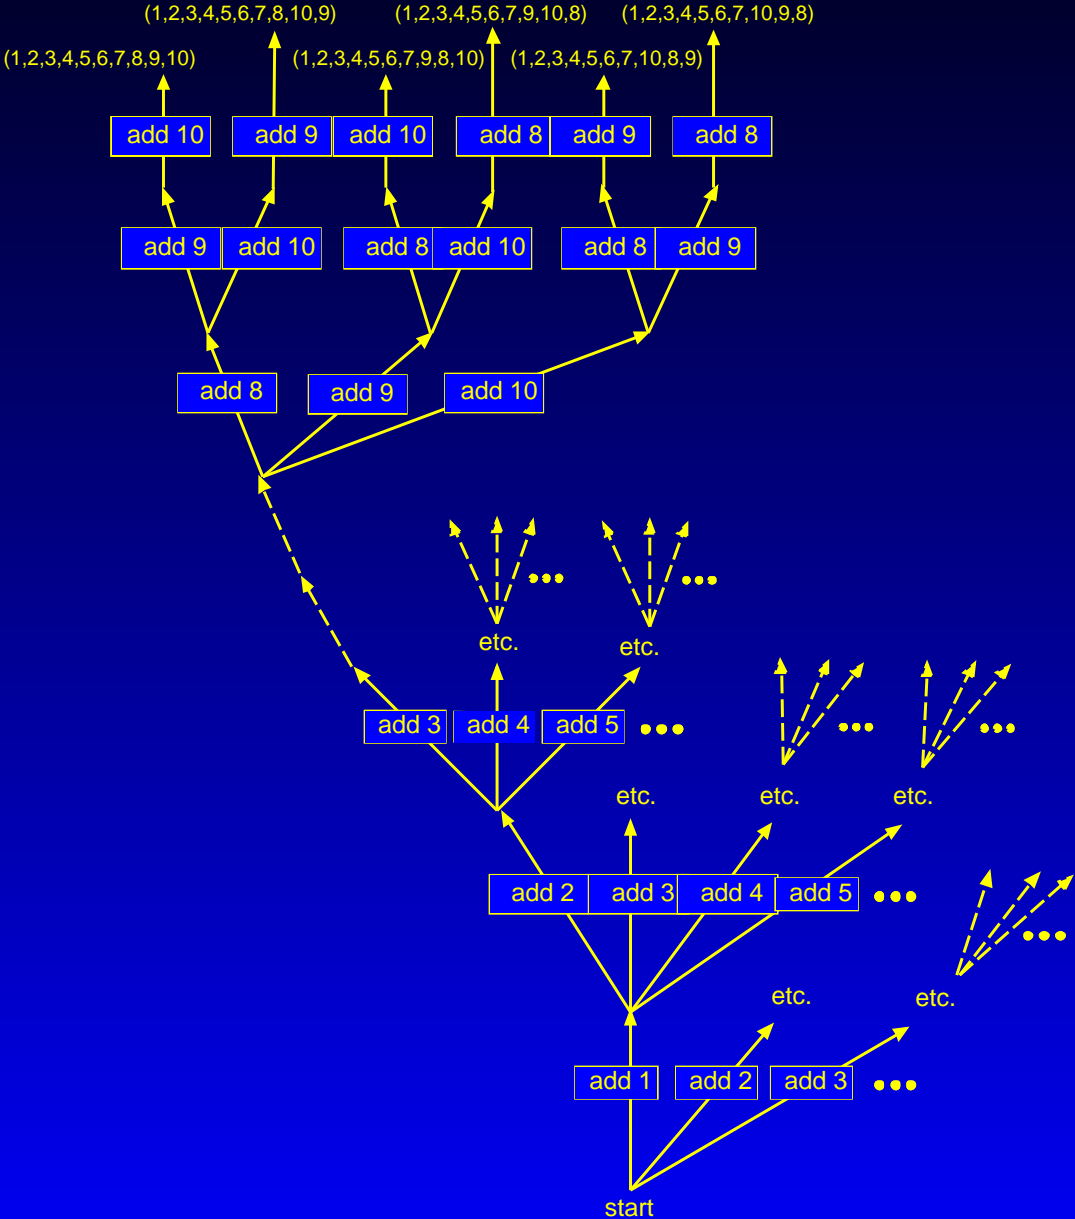 (1,2,3,4,5,6,7,8,10,9) (1,2,3,4,5,6,7,9,10,8) (1,2,3,4,5,6,7,10,9,8)
(1,2,3,4,5,6,7,8,9,10) (1,2,3,4,5,6,7,9,8,10) (1,2,3,4,5,6,7,10,8,9)
add 10 add 9 add 10 add 8 add 9 add 8
add 9 add 10 add 8 add 10 add 8 add 9
add 8 add 9 add 10
etc. etc.
add 3 add 4 add 5
etc. etc. etc.
add 2 add 3 add 4 add 5
etc. etc.
add 1 add 2 add 3
start